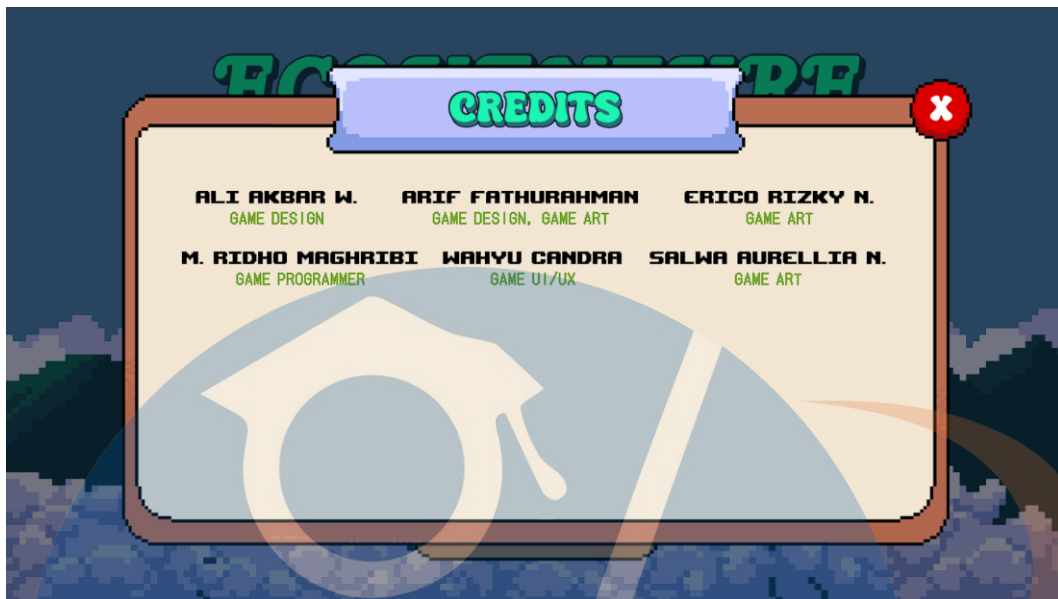 CREDITS
X
ALI AKBAR W.
GAME DESIGN
ARIF FATHURAHMAN
GAME DESIGN, GAME ART
ERICO RIZKY N.
GAME ART
M. RIDHO MAGHRIBI
GAME PROGRAMMER
WAHYU CANDRA
GAME UI/UX
SALWA AURELLIA N.
GAME ART